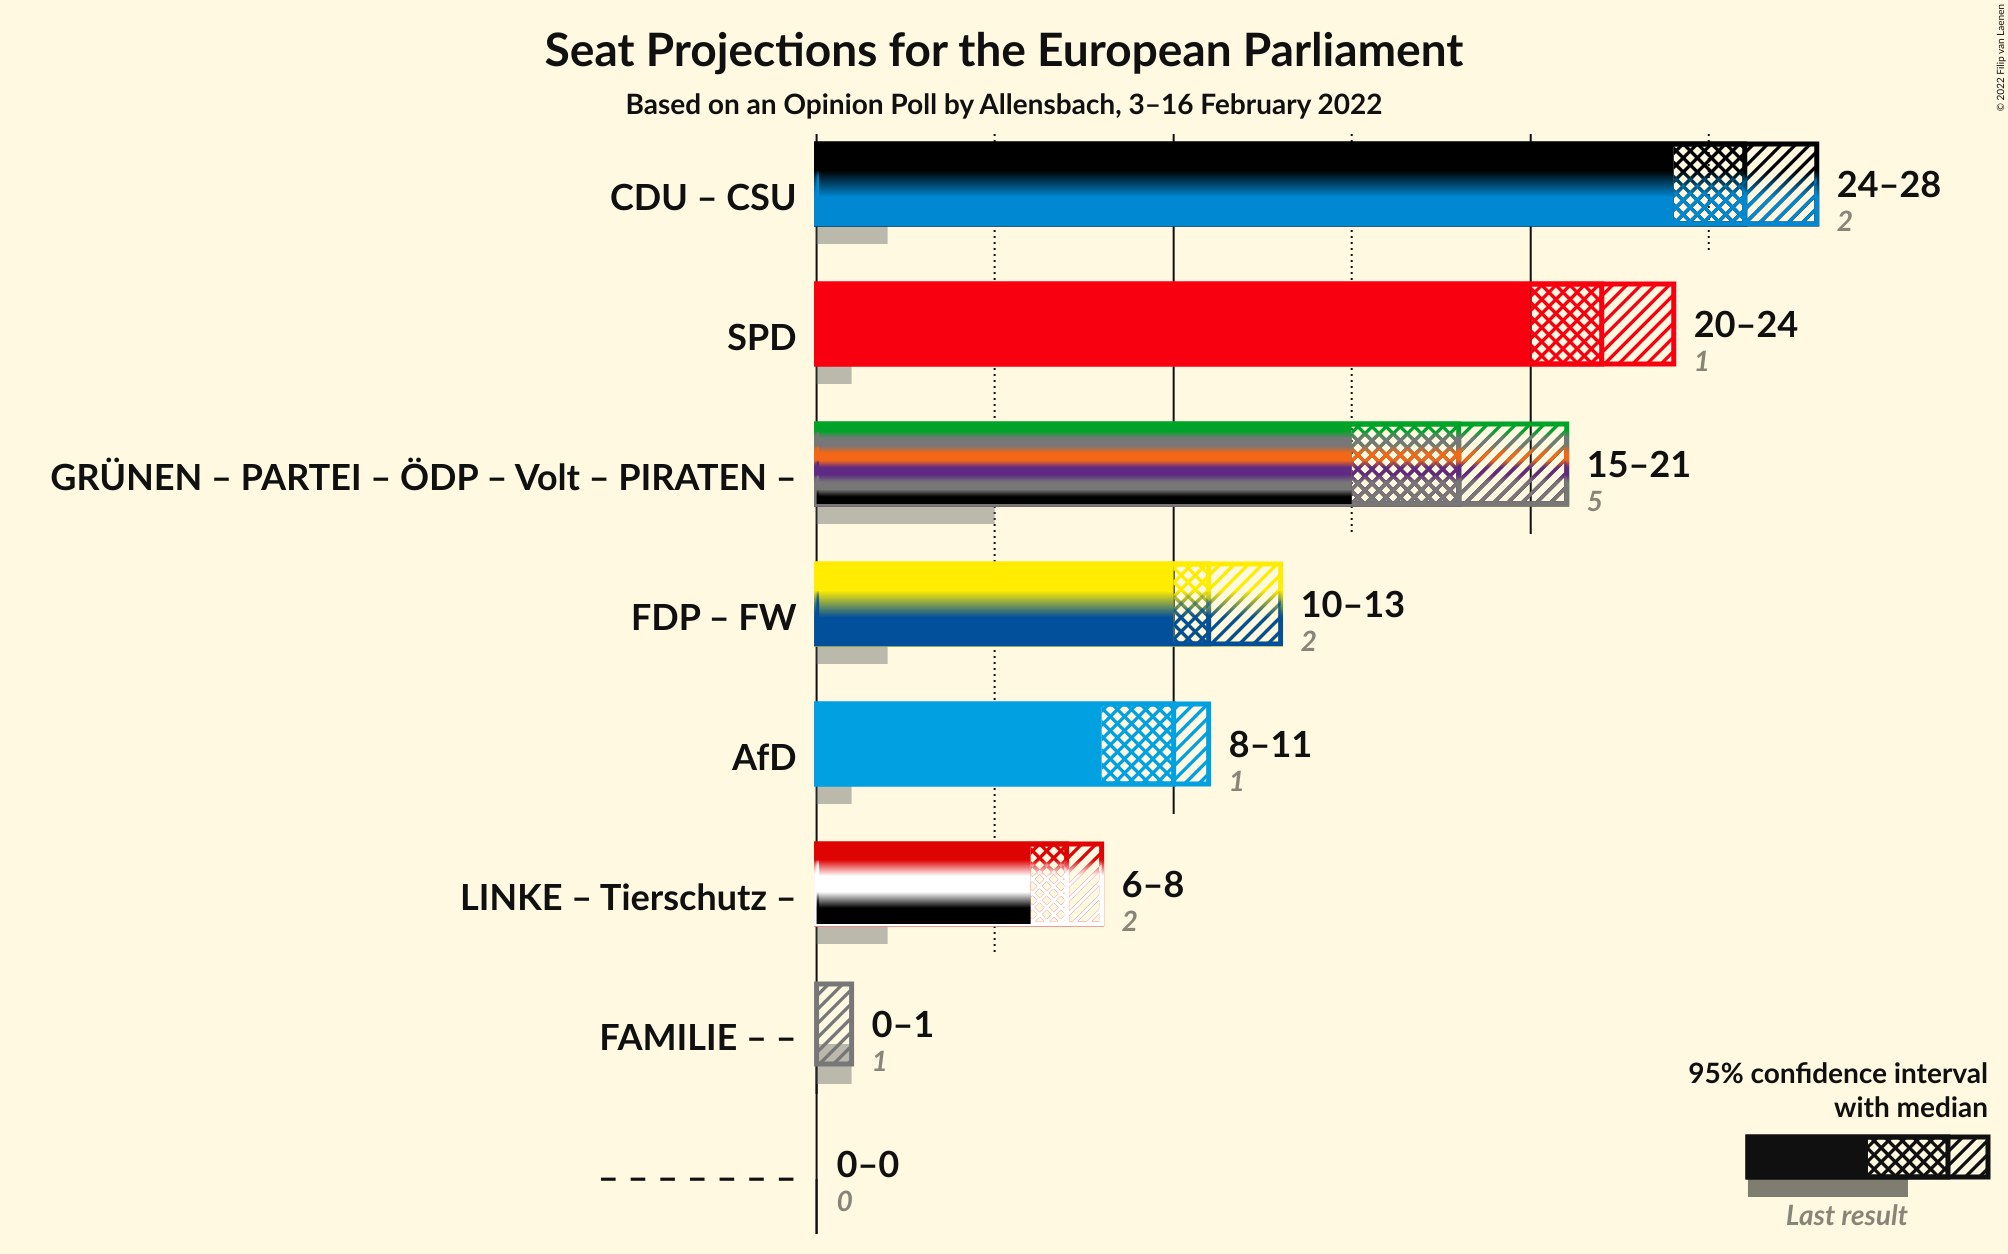 Seat Projections for the European Parliament
Based on an Opinion Poll by Allensbach, 3–16 February 2022
© 2022 Filip van Laenen
CDU – CSU
24–28
2
SPD
20–24
1
GRÜNEN – PARTEI – ÖDP – Volt – PIRATEN –
15–21
5
FDP – FW
10–13
2
AfD
8–11
1
LINKE – Tierschutz –
6–8
2
FAMILIE – –
0–1
1
– – – – – – –
0–0
0
95% confidence interval
with median
Last result